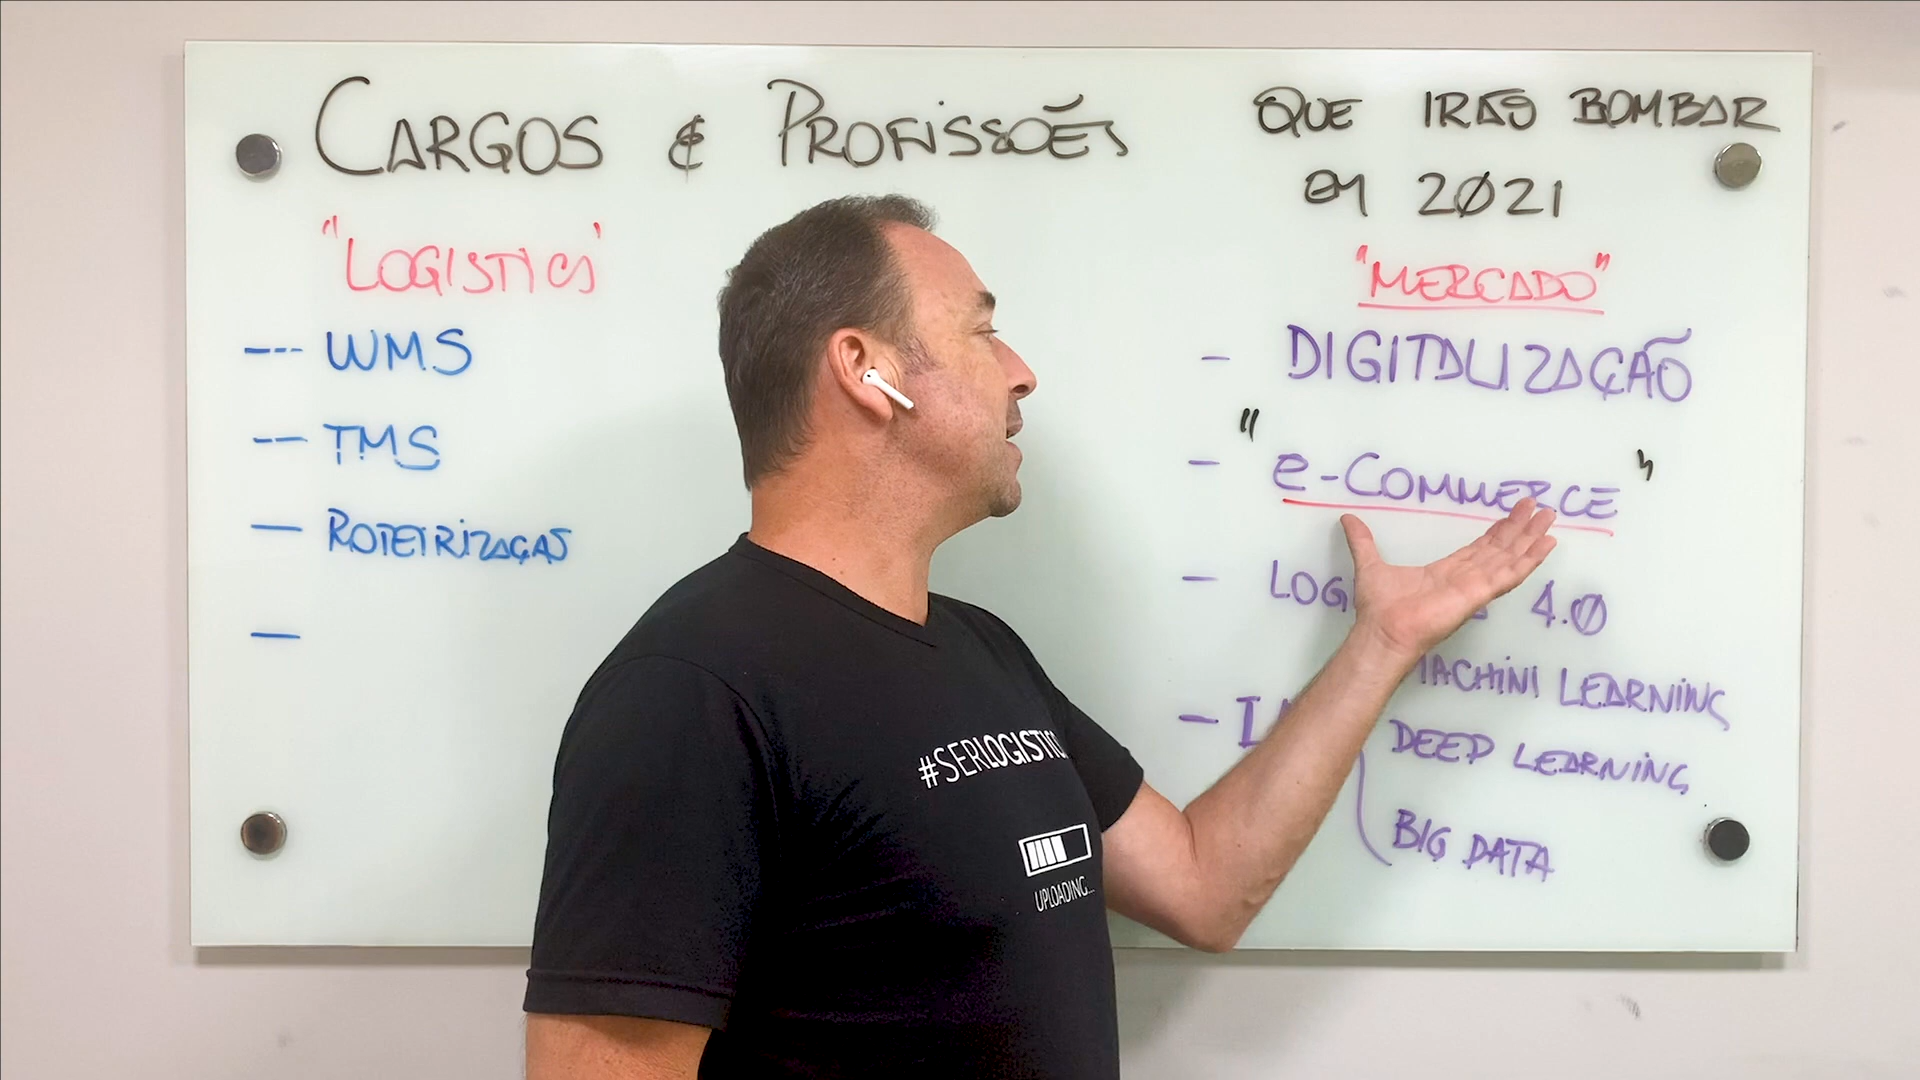 CARGOS & PROFISSÕES
QUE IRÃO BOMBAR
EM 2021
"LOGISTICS"
--- WMS
-- TMS
— ROTEIRIZAÇÃO
—
"MERCADO"
- DIGITALIZAÇÃO
- "e-COMMERCE"
- 4.0
MACHINI LEARNING
DEEP LEARNING
BIG DATA
#SERLOGISTIC
UPLOADING...